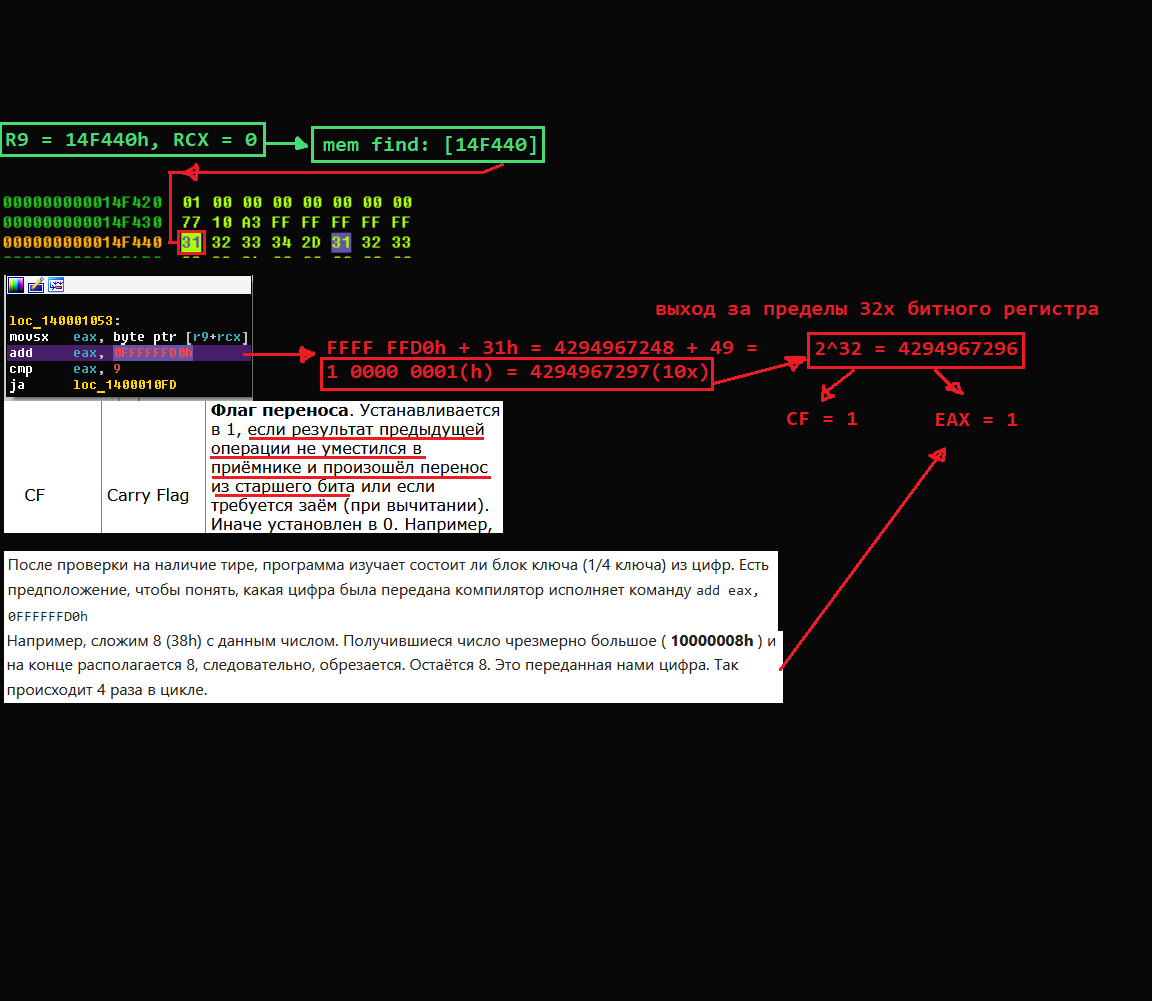 R9 = 14F440h, RCX = 0
mem find: [14F440]
000000000014F420 01 00 00 00 00 00 00 00
000000000014F430 77 10 A3 FF FF FF FF FF
000000000014F440 31 32 33 34 2D 31 32 33
loc_140001053:
movsx eax, byte ptr [r9+rcx]
add eax, 0FFFFFFD0h
cmp eax, 9
ja loc_1400010FD
выход за пределы 32х битного регистра
FFFF FFD0h + 31h = 4294967248 + 49 =
1 0000 0001(h) = 4294967297(10x)
2^32 = 4294967296
CF = 1
EAX = 1
CF
Carry Flag
Флаг переноса. Устанавливается
в 1, если результат предыдущей
операции не уместился в
приёмнике и произошёл перенос
из старшего бита или если
требуется заём (при вычитании).
Иначе установлен в 0. Например,
После проверки на наличие тире, программа изучает состоит ли блок ключа (1/4 ключа) из цифр. Есть
предположение, чтобы понять, какая цифра была передана компилятор исполняет команду add eax,
0FFFFFFD0h
Например, сложим 8 (38h) с данным числом. Получившиеся число чрезмерно большое ( 10000008h ) и
на конце располагается 8, следовательно, обрезается. Остаётся 8. Это переданная нами цифра. Так
происходит 4 раза в цикле.